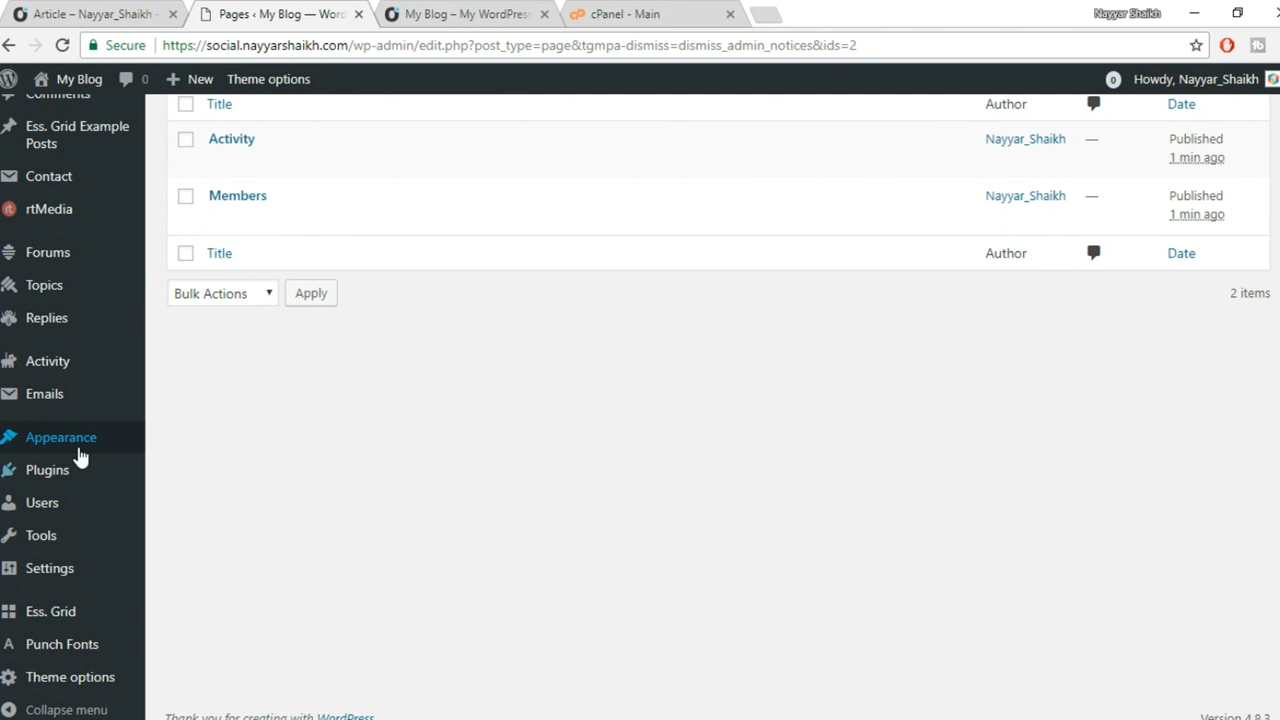 Article – Nayyar_Shaikh -
Pages ‹ My Blog — Word
My Blog – My WordPress
cPanel - Main
Nayyar Shaikh
Secure
https://social.nayyarshaikh.com/wp-admin/edit.php?post_type=page&tgmpa-dismiss=dismiss_admin_notices&ids=2
My Blog
0
New
Theme options
0
Howdy, Nayyar_Shaikh
Comments
Ess. Grid Example
Posts
Contact
rtMedia
Forums
Topics
Replies
Activity
Emails
Appearance
Plugins
Users
Tools
Settings
Ess. Grid
Punch Fonts
Theme options
Collapse menu
Title Author Date
Activity Nayyar_Shaikh — Published
1 min ago
Members Nayyar_Shaikh — Published
1 min ago
Title Author Date
Bulk Actions Apply 2 items
Thank you for creating with WordPress
Version 4.8.3